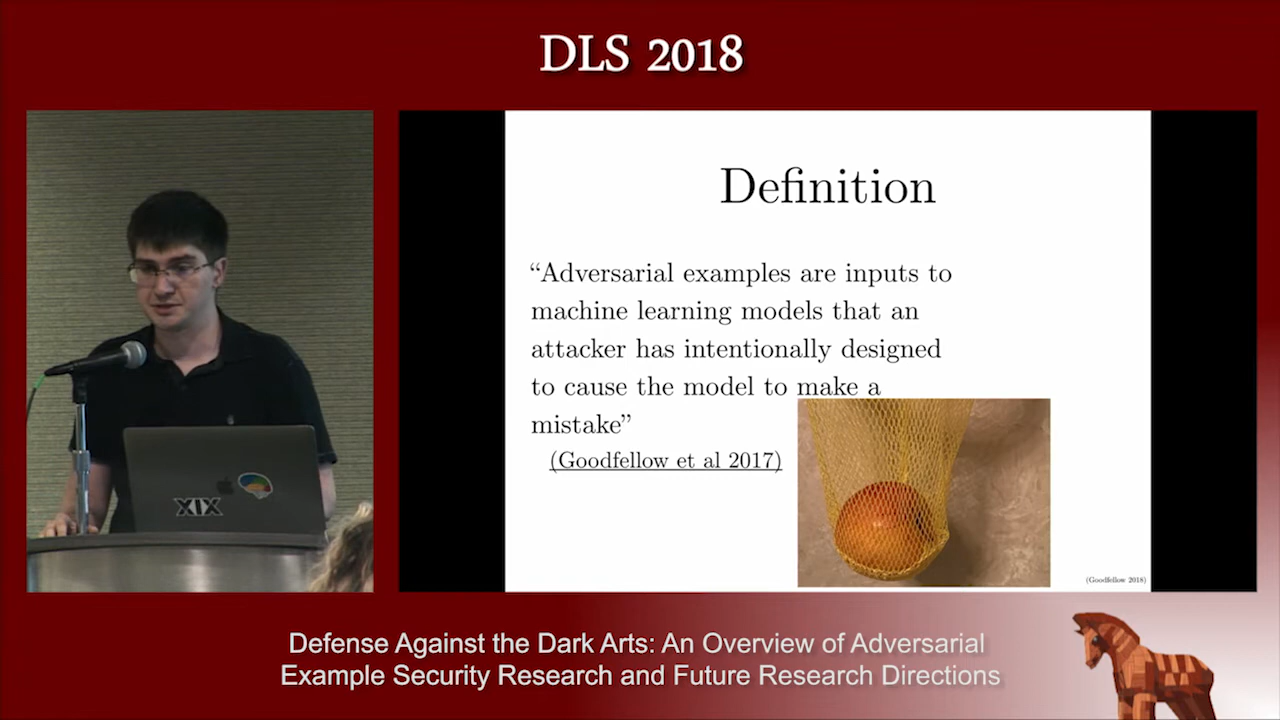 DLS 2018
Definition
“Adversarial examples are inputs to
machine learning models that an
attacker has intentionally designed
to cause the model to make a
mistake”
(Goodfellow et al 2017)
(Goodfellow 2018)
XIX
Defense Against the Dark Arts: An Overview of Adversarial
Example Security Research and Future Research Directions